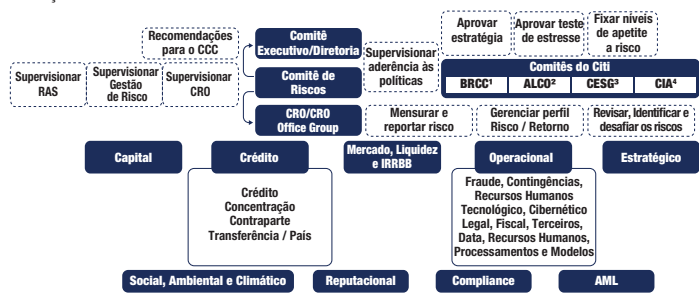 Recomendações
para o CCC
Comitê
Executivo/Diretoria
Supervisionar
aderência às
políticas
Aprovar
estratégia
Aprovar teste
de estresse
Fixar níveis
de apetite
a risco
Supervisionar
RAS
Supervisionar
Gestão
de Risco
Supervisionar
CRO
Comitê de
Riscos
Comitês do Citi
BRCC¹
ALCO²
CESG³
CIA⁴
CRO/CRO
Office Group
Mensurar e
reportar risco
Gerenciar perfil
Risco / Retorno
Revisar, Identificar e
desafiar os riscos
Capital
Crédito
Mercado, Liquidez
e IRRBB
Operacional
Estratégico
Crédito
Concentração
Contraparte
Transferência / País
Fraude, Contingências,
Recursos Humanos
Tecnológico, Cibernético
Legal, Fiscal, Terceiros,
Data, Recursos Humanos,
Processamentos e Modelos
Social, Ambiental e Climático
Reputacional
Compliance
AML